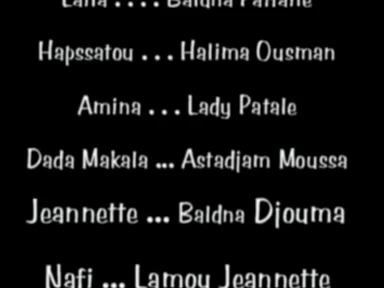 Hapssatou . . . Halima Ousman
Amina . . . Lady Patale
Dada Makala ... Astadjam Moussa
Jeannette ... Baldna Djouma
Nafi ... Lamou Jeannette